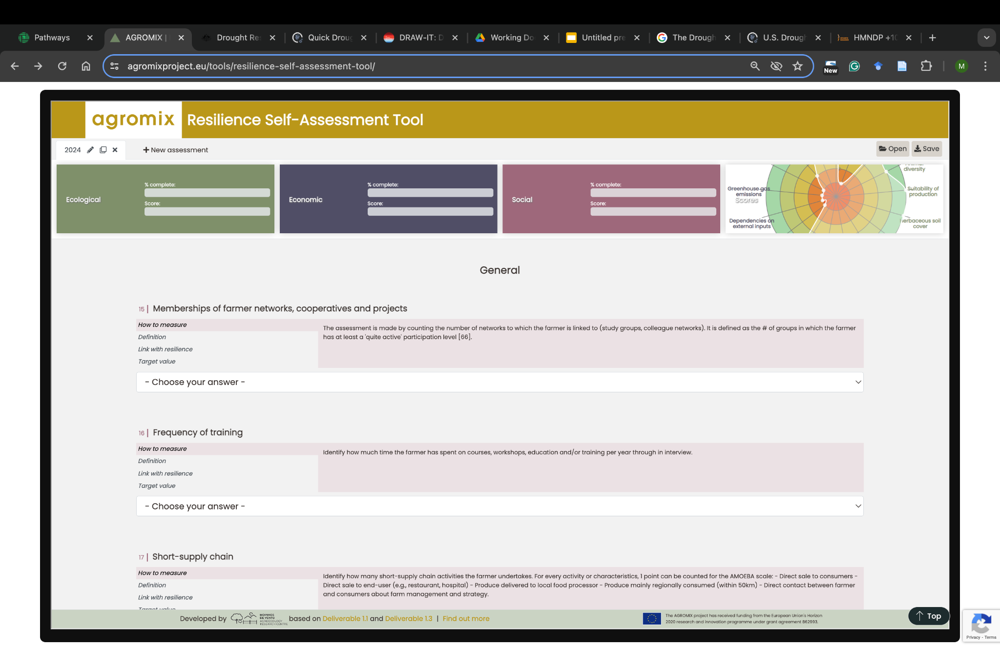 Pathways
AGROMIX |
Drought Re
Quick Drou
DRAW-IT: D
Working Do
Untitled pre
The Drough
U.S. Drough
HMNDP +10
agromixproject.eu/tools/resilience-self-assessment-tool/
New
M
agromix Resilience Self-Assessment Tool
2024
New assessment
Open
Save
Ecological
% complete:
Score:
Economic
% complete:
Score:
Social
% complete:
Score:
Animal
diversity
Greenhouse gas
emissions
Scores
Suitability of
production
Dependencies on
external inputs
erbaceous soil
cover
General
15| Memberships of farmer networks, cooperatives and projects
How to measure
Definition
Link with resilience
Target value
The assessment is made by counting the number of networks to which the farmer is linked to (study groups, colleague networks). It is defined as the # of groups in which the farmer
has at least a 'quite active' participation level [66].
- Choose your answer -
16| Frequency of training
How to measure
Definition
Link with resilience
Target value
Identify how much time the farmer has spent on courses, workshops, education and/or training per year through in interview.
- Choose your answer -
17| Short-supply chain
How to measure
Definition
Link with resilience
Target value
Identify how many short-supply chain activities the farmer undertakes. For every activity or characteristics, 1 point can be counted for the AMOEBA scale: - Direct sale to consumers -
Direct sale to end-user (e.g., restaurant, hospital) - Produce delivered to local food processor - Produce mainly regionally consumed (within 50km) - Direct contact between farmer
and consumers about farm management and strategy.
Developed by
MOINHOS
DE VENTO
AGROECOLOGY
RESEARCH CENTRE
based on Deliverable 1.1 and Deliverable 1.3 | Find out more
The AGROMIX project has received funding from the European Union's Horizon
2020 research and innovation programme under grant agreement 862993.
Top
Privacy - Terms